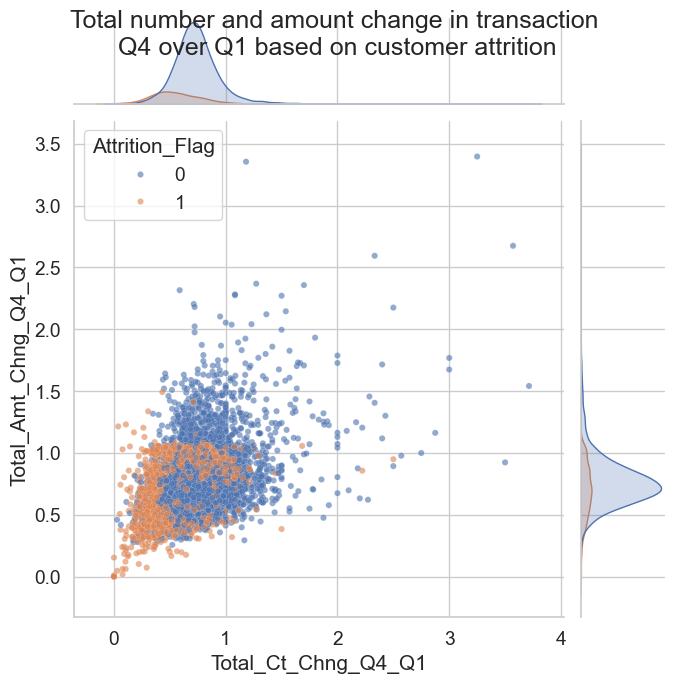 Total number and amount change in transaction
Q4 over Q1 based on customer attrition
Attrition_Flag
0
1
3.5
3.0
2.5
2.0
1.5
1.0
0.5
0.0
Total_Amt_Chng_Q4_Q1
0 1 2 3 4
Total_Ct_Chng_Q4_Q1